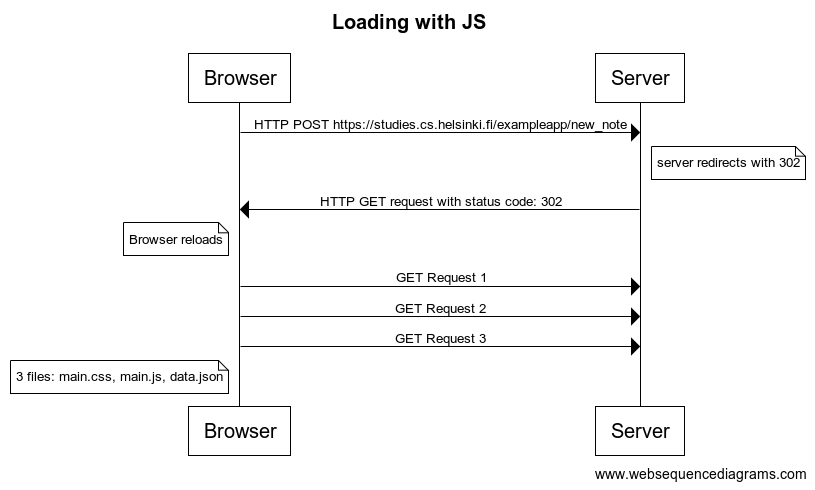 Loading with JS
Browser
Server
HTTP POST https://studies.cs.helsinki.fi/exampleapp/new_note
server redirects with 302
HTTP GET request with status code: 302
Browser reloads
GET Request 1
GET Request 2
GET Request 3
3 files: main.css, main.js, data.json
Browser
Server
www.websequencediagrams.com